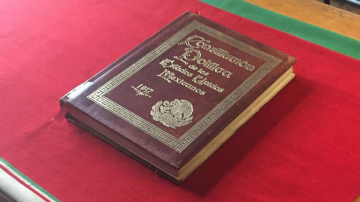 Constitución
Política
de los
Estados Unidos
Mexicanos
1917